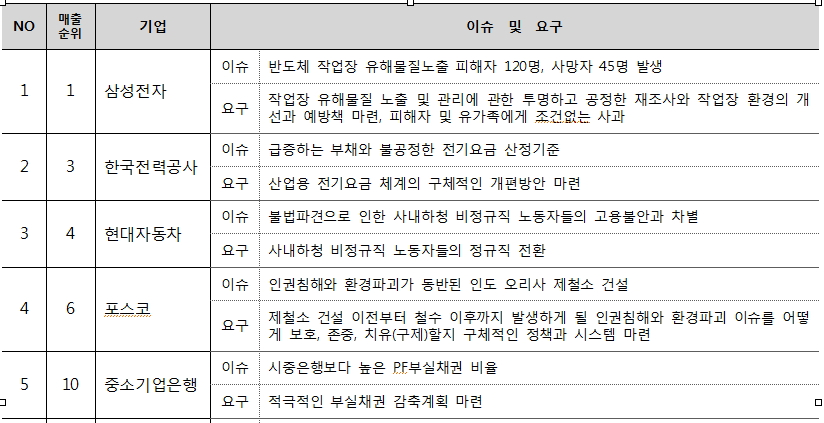 NO 매출 순위 기업 이슈 및 요구
1 1 삼성전자
이슈 반도체 작업장 유해물질노출 피해자 120명, 사망자 45명 발생
요구 작업장 유해물질 노출 및 관리에 관한 투명하고 공정한 재조사와 작업장 환경의 개
선과 예방책 마련, 피해자 및 유가족에게 조건없는 사과
2 3 한국전력공사
이슈 급증하는 부채와 불공정한 전기요금 산정기준
요구 산업용 전기요금 체계의 구체적인 개편방안 마련
3 4 현대자동차
이슈 불법파견으로 인한 사내하청 비정규직 노동자들의 고용불안과 차별
요구 사내하청 비정규직 노동자들의 정규직 전환
4 6 포스코
이슈 인권침해와 환경파괴가 동반된 인도 오리사 제철소 건설
요구 제철소 건설 이전부터 철수 이후까지 발생하게 될 인권침해와 환경파괴 이슈를 어떻
게 보호, 존중, 치유(구제)할지 구체적인 정책과 시스템 마련
5 10 중소기업은행
이슈 시중은행보다 높은 PF부실채권 비율
요구 적극적인 부실채권 감축계획 마련